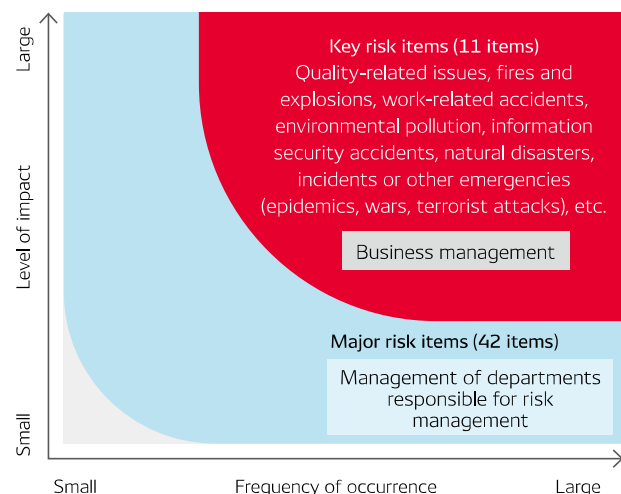 Large
Level of impact
Small
Key risk items (11 items)
Quality-related issues, fires and
explosions, work-related accidents,
environmental pollution, information
security accidents, natural disasters,
incidents or other emergencies
(epidemics, wars, terrorist attacks), etc.
Business management
Major risk items (42 items)
Management of departments
responsible for risk
management
Small
Frequency of occurrence
Large